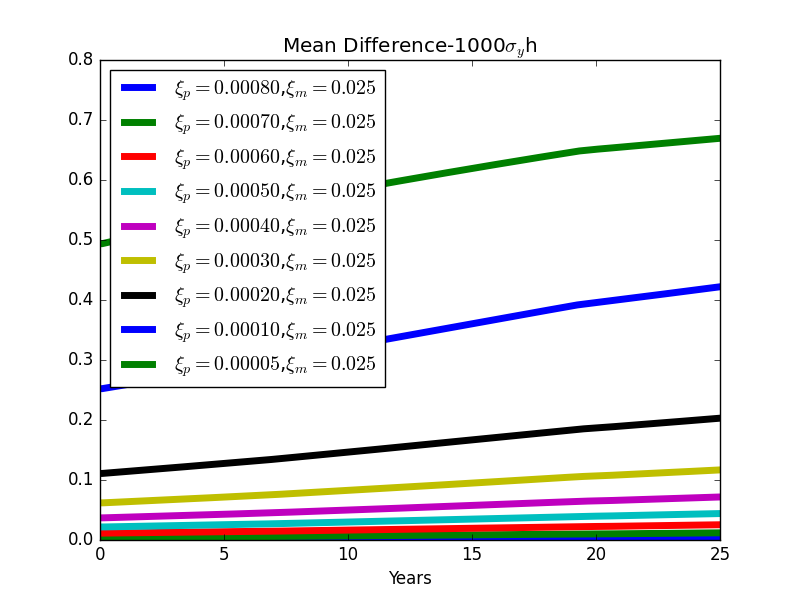 Mean Difference-1000σ_yh
0.8
0.7
0.6
0.5
0.4
0.3
0.2
0.1
0.0
ξ_p = 0.00080,ξ_m = 0.025
ξ_p = 0.00070,ξ_m = 0.025
ξ_p = 0.00060,ξ_m = 0.025
ξ_p = 0.00050,ξ_m = 0.025
ξ_p = 0.00040,ξ_m = 0.025
ξ_p = 0.00030,ξ_m = 0.025
ξ_p = 0.00020,ξ_m = 0.025
ξ_p = 0.00010,ξ_m = 0.025
ξ_p = 0.00005,ξ_m = 0.025
0 5 10 15 20 25
Years